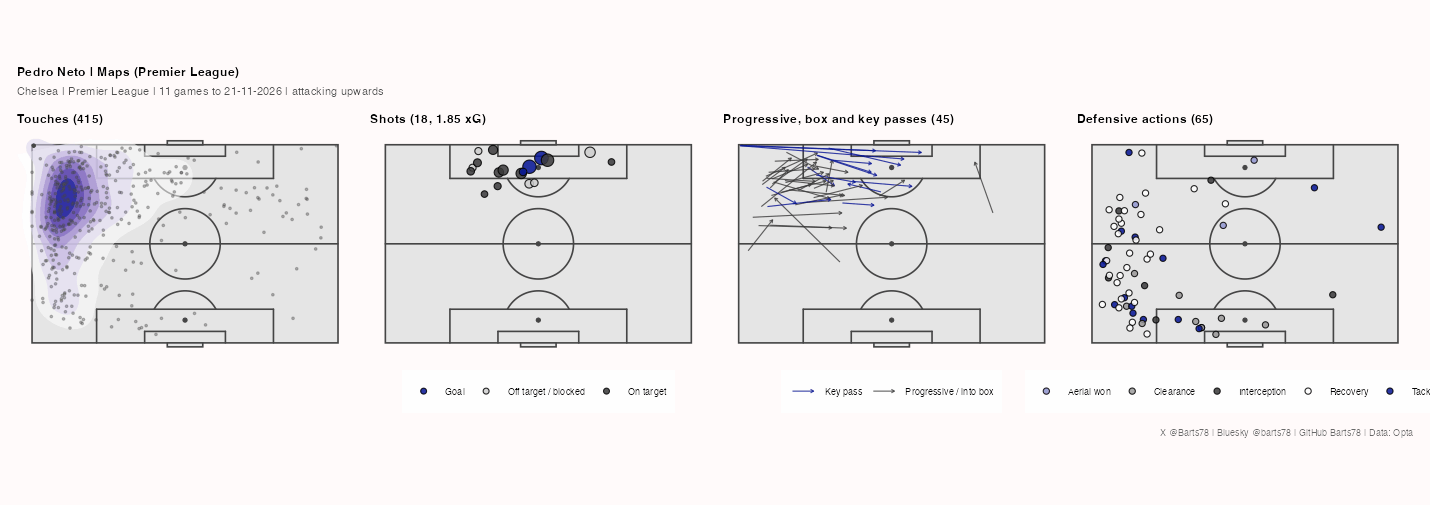 Pedro Neto | Maps (Premier League)
Chelsea | Premier League | 11 games to 21-11-2026 | attacking upwards
Touches (415)
Shots (18, 1.85 xG)
Progressive, box and key passes (45)
Defensive actions (65)
Goal
Off target / blocked
On target
Key pass
Progressive / Into box
Aerial won
Clearance
Interception
Recovery
Tack
X @Barts78 | Bluesky @barts78 | GitHub Barts78 | Data: Opta